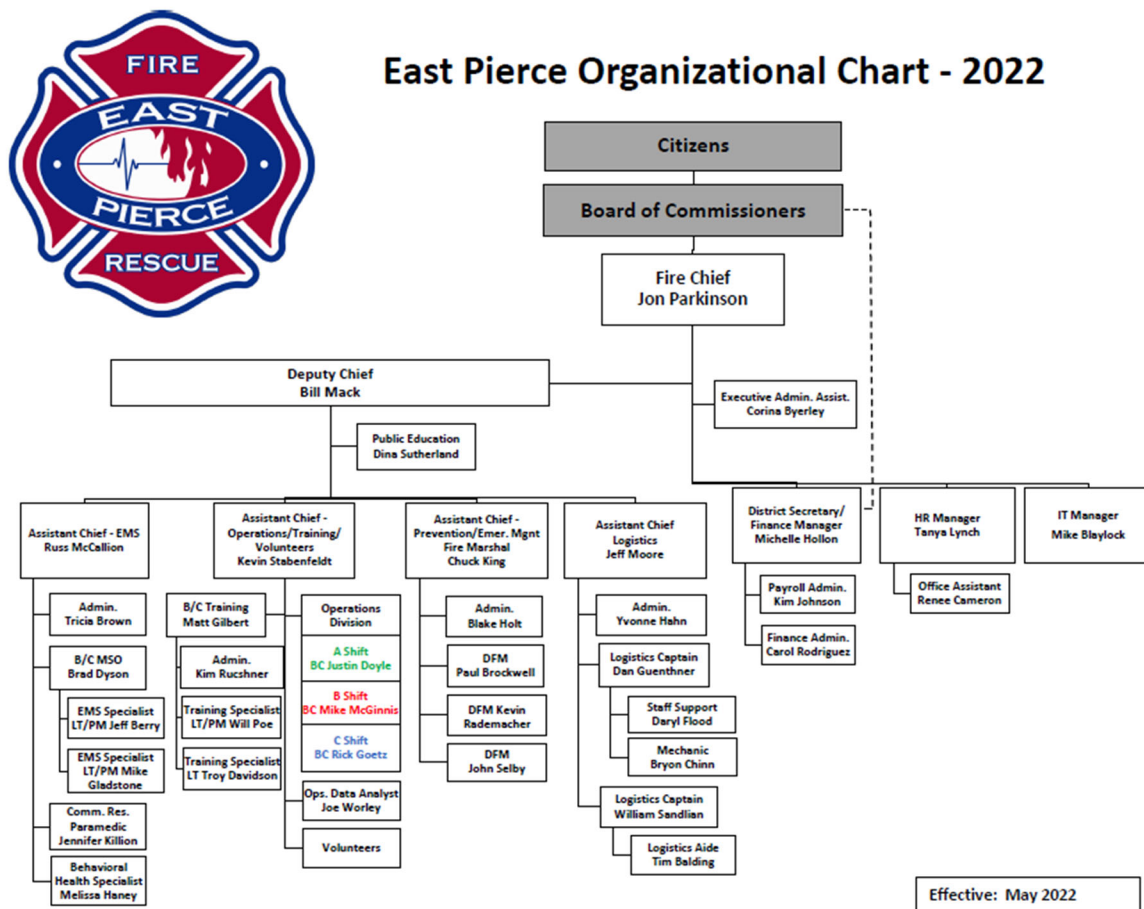 FIRE
EAST
PIERCE
RESCUE
East Pierce Organizational Chart - 2022
Citizens
Board of Commissioners
Fire Chief
Jon Parkinson
Deputy Chief
Bill Mack
Executive Admin. Assist.
Corina Byerley
Public Education
Dina Sutherland
Assistant Chief - EMS
Russ McCallion
Admin.
Tricia Brown
B/C MSO
Brad Dyson
EMS Specialist
LT/PM Jeff Berry
EMS Specialist
LT/PM Mike
Gladstone
Comm. Res.
Paramedic
Jennifer Killion
Behavioral
Health Specialist
Melissa Haney
Assistant Chief -
Operations/Training/
Volunteers
Kevin Stabenfeldt
B/C Training
Matt Gilbert
Admin.
Kim Rucshner
Training Specialist
LT/PM Will Poe
Training Specialist
LT Troy Davidson
Operations
Division
A Shift
BC Justin Doyle
B Shift
BC Mike McGinnis
C Shift
BC Rick Goetz
Ops. Data Analyst
Joe Worley
Volunteers
Assistant Chief -
Prevention/Emer. Mgnt
Fire Marshal
Chuck King
Admin.
Blake Holt
DFM
Paul Brockwell
DFM Kevin
Rademacher
DFM
John Selby
Assistant Chief
Logistics
Jeff Moore
Admin.
Yvonne Hahn
Logistics Captain
Dan Guenthner
Staff Support
Daryl Flood
Mechanic
Bryon Chinn
Logistics Captain
William Sandlian
Logistics Aide
Tim Balding
District Secretary/
Finance Manager
Michelle Hollon
Payroll Admin.
Kim Johnson
Finance Admin.
Carol Rodriguez
HR Manager
Tanya Lynch
Office Assistant
Renee Cameron
IT Manager
Mike Blaylock
Effective: May 2022